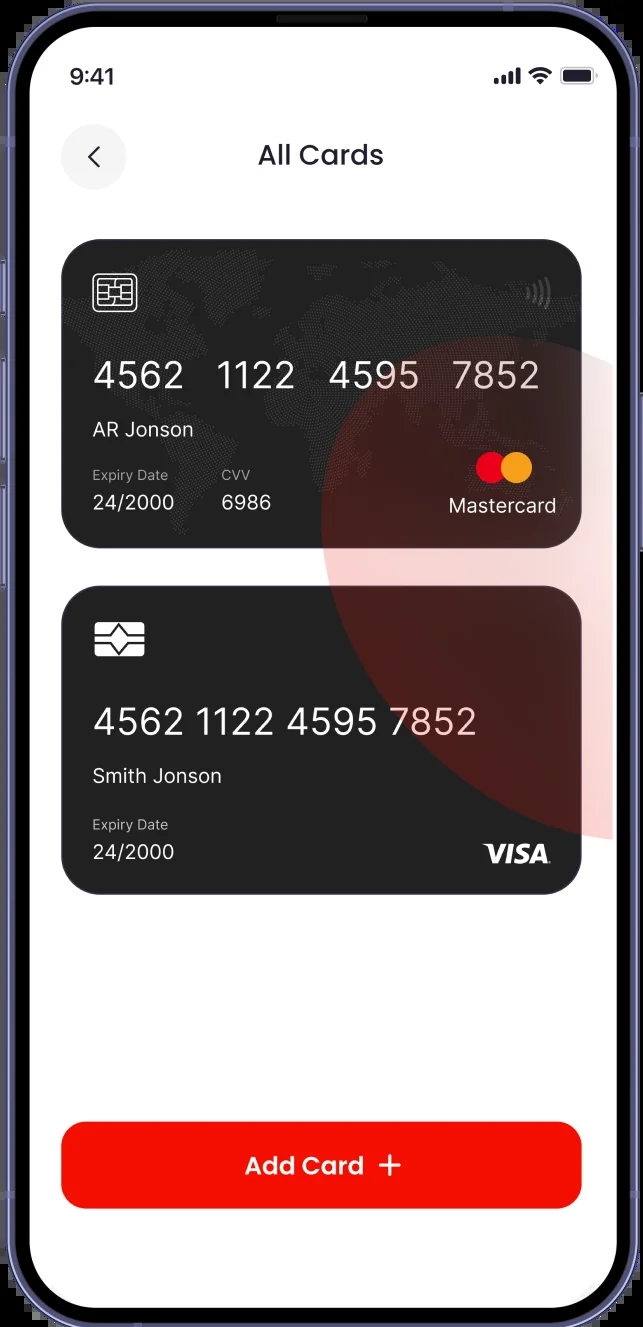 9:41
All Cards
4562 1122 4595 7852
AR Jonson
Expiry Date CVV
24/2000 6986
Mastercard
4562 1122 4595 7852
Smith Jonson
Expiry Date
24/2000
VISA
Add Card +